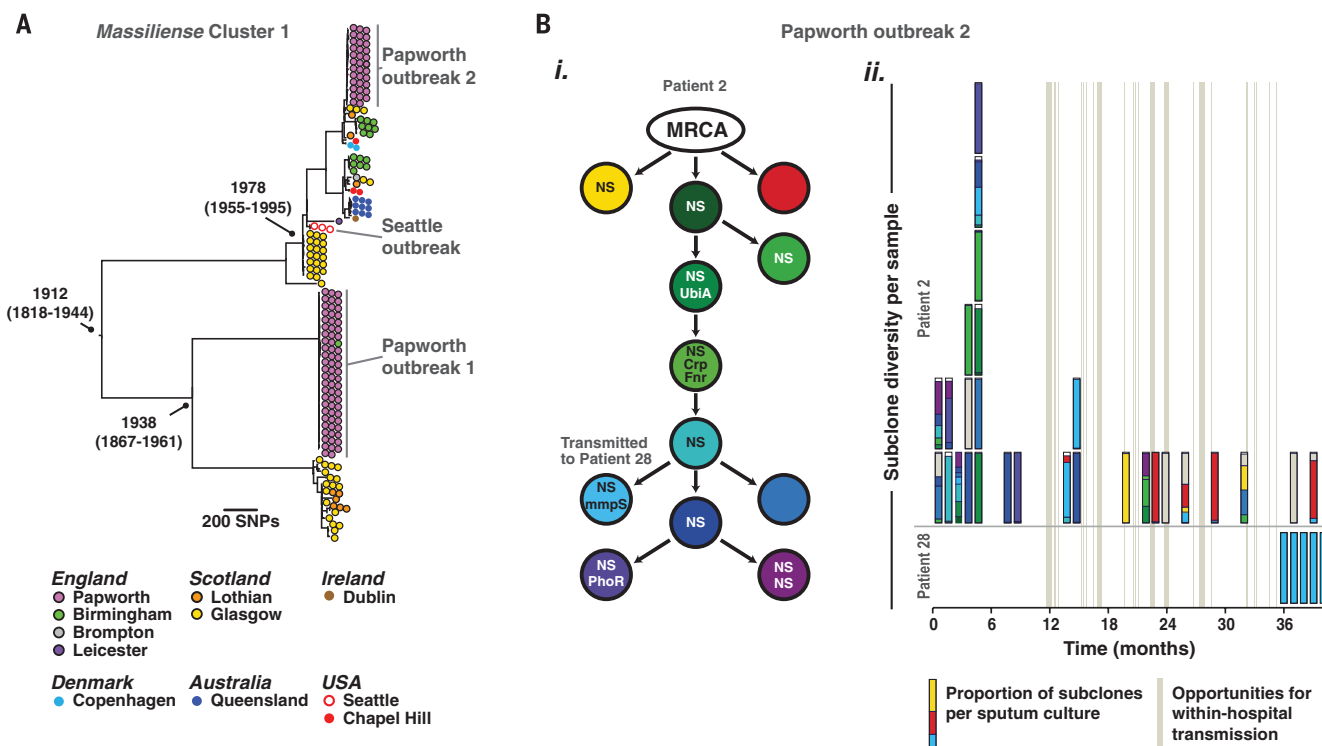 A
Massiliense Cluster 1
Papworth
outbreak 2
1978
(1955-1995)
Seattle
outbreak
1912
(1818-1944)
Papworth
outbreak 1
1938
(1867-1961)
200 SNPs
England
Papworth
Birmingham
Brompton
Leicester
Scotland
Lothian
Glasgow
Ireland
Dublin
Denmark
Copenhagen
Australia
Queensland
USA
Seattle
Chapel Hill
B
Papworth outbreak 2
i.
Patient 2
MRCA
NS
NS
NS
NS
UbiA
NS
Crp
Fnr
NS
Transmitted
to Patient 28
NS
mmpS
NS
NS
PhoR
NS
NS
ii.
Subclone diversity per sample
Patient 2
Patient 28
0 6 12 18 24 30 36
Time (months)
Proportion of subclones
per sputum culture
Opportunities for
within-hospital
transmission